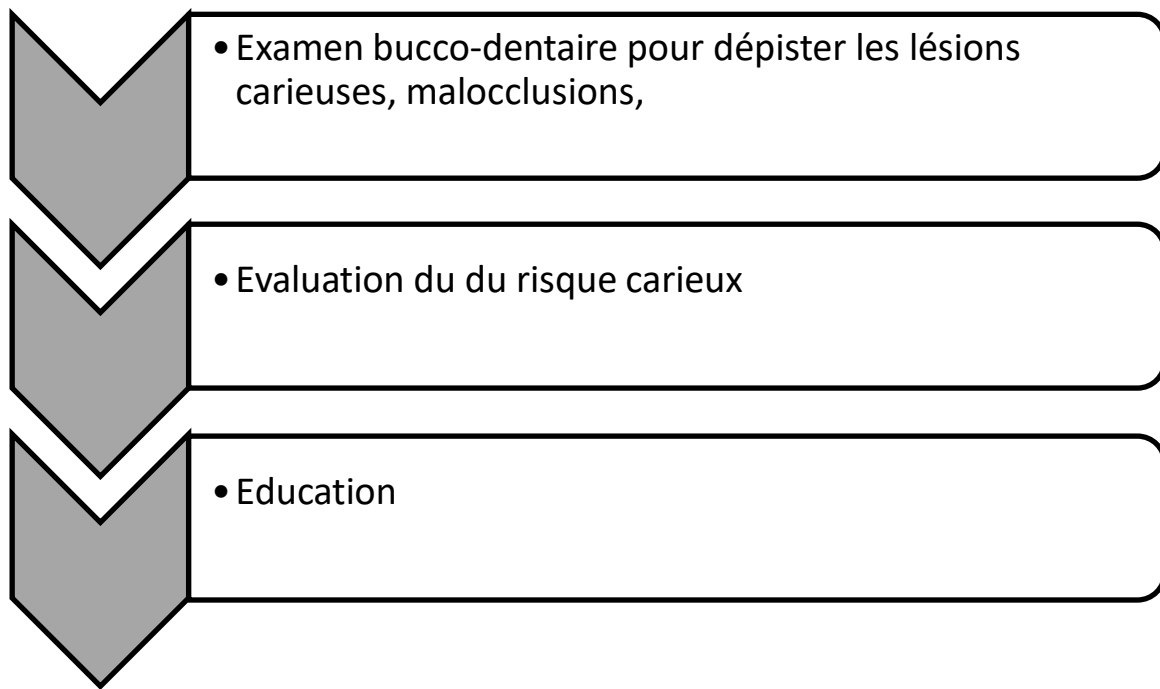 • Examen bucco-dentaire pour dépister les lésions
carieuses, malocclusions,
• Evaluation du du risque carieux
• Education